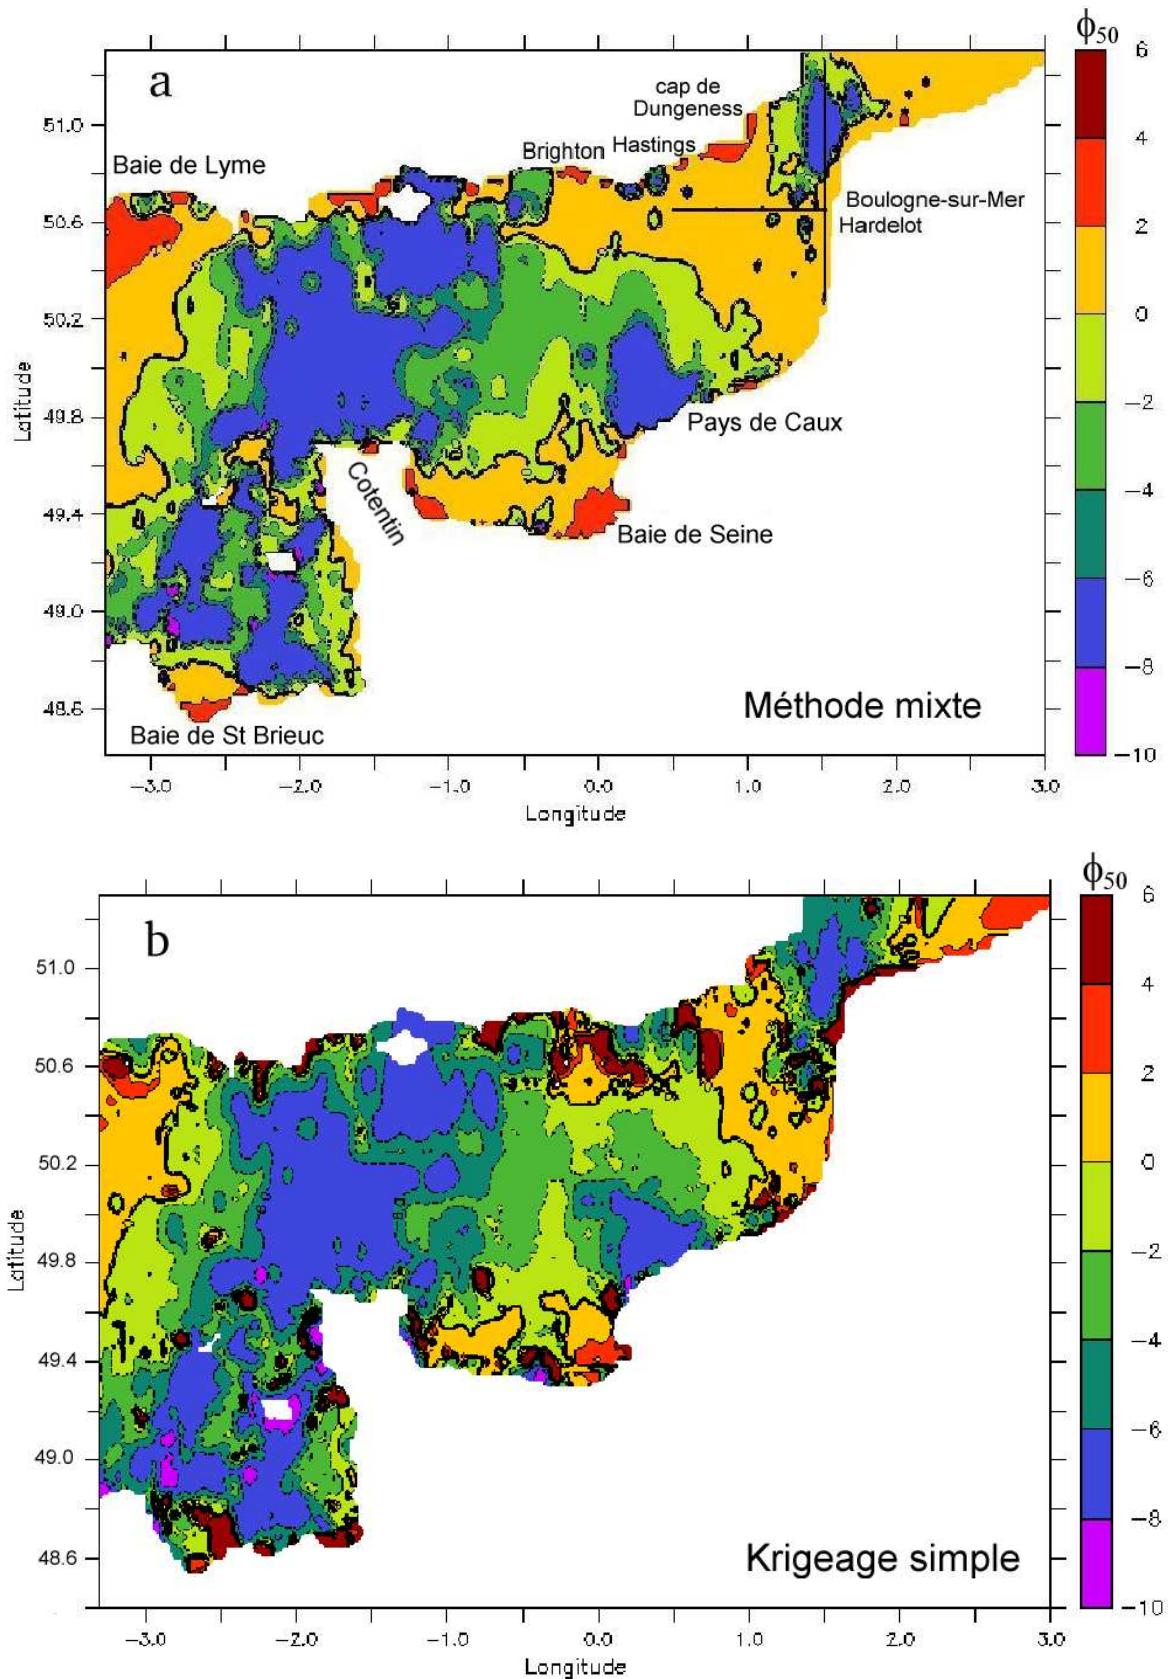 ϕ50
6
a
cap de
Dungeness
4
51.0
Baie de Lyme
Brighton
Hastings
2
50.6
Boulogne-sur-Mer
Hardelot
0
50.2
-2
49.8
Pays de Caux
Latitude
-4
49.4
Cotentin
Baie de Seine
-6
49.0
-8
48.6
Méthode mixte
Baie de St Brieuc
-10
-3.0 -2.0 -1.0 0.0 1.0 2.0 3.0
Longitude
ϕ50
6
b
4
51.0
50.6
2
50.2
0
Latitude
49.8
-2
49.4
-4
49.0
-6
48.6
-8
Krigeage simple
-10
-3.0 -2.0 -1.0 0.0 1.0 2.0 3.0
Longitude